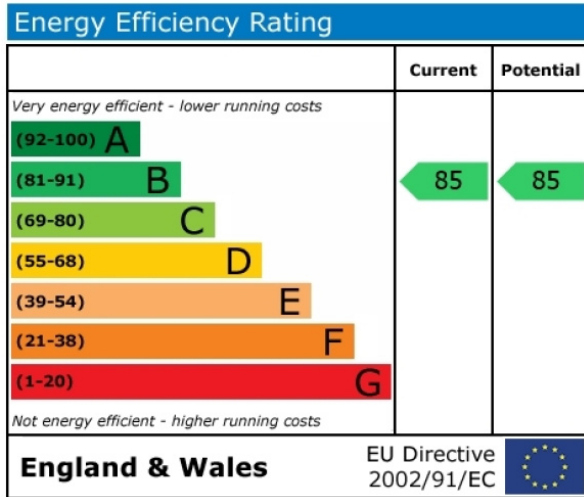 Energy Efficiency Rating
Current Potential
Very energy efficient - lower running costs
(92-100) A
(81-91) B 85 85
(69-80) C
(55-68) D
(39-54) E
(21-38) F
(1-20) G
Not energy efficient - higher running costs
England & Wales
EU Directive
2002/91/EC